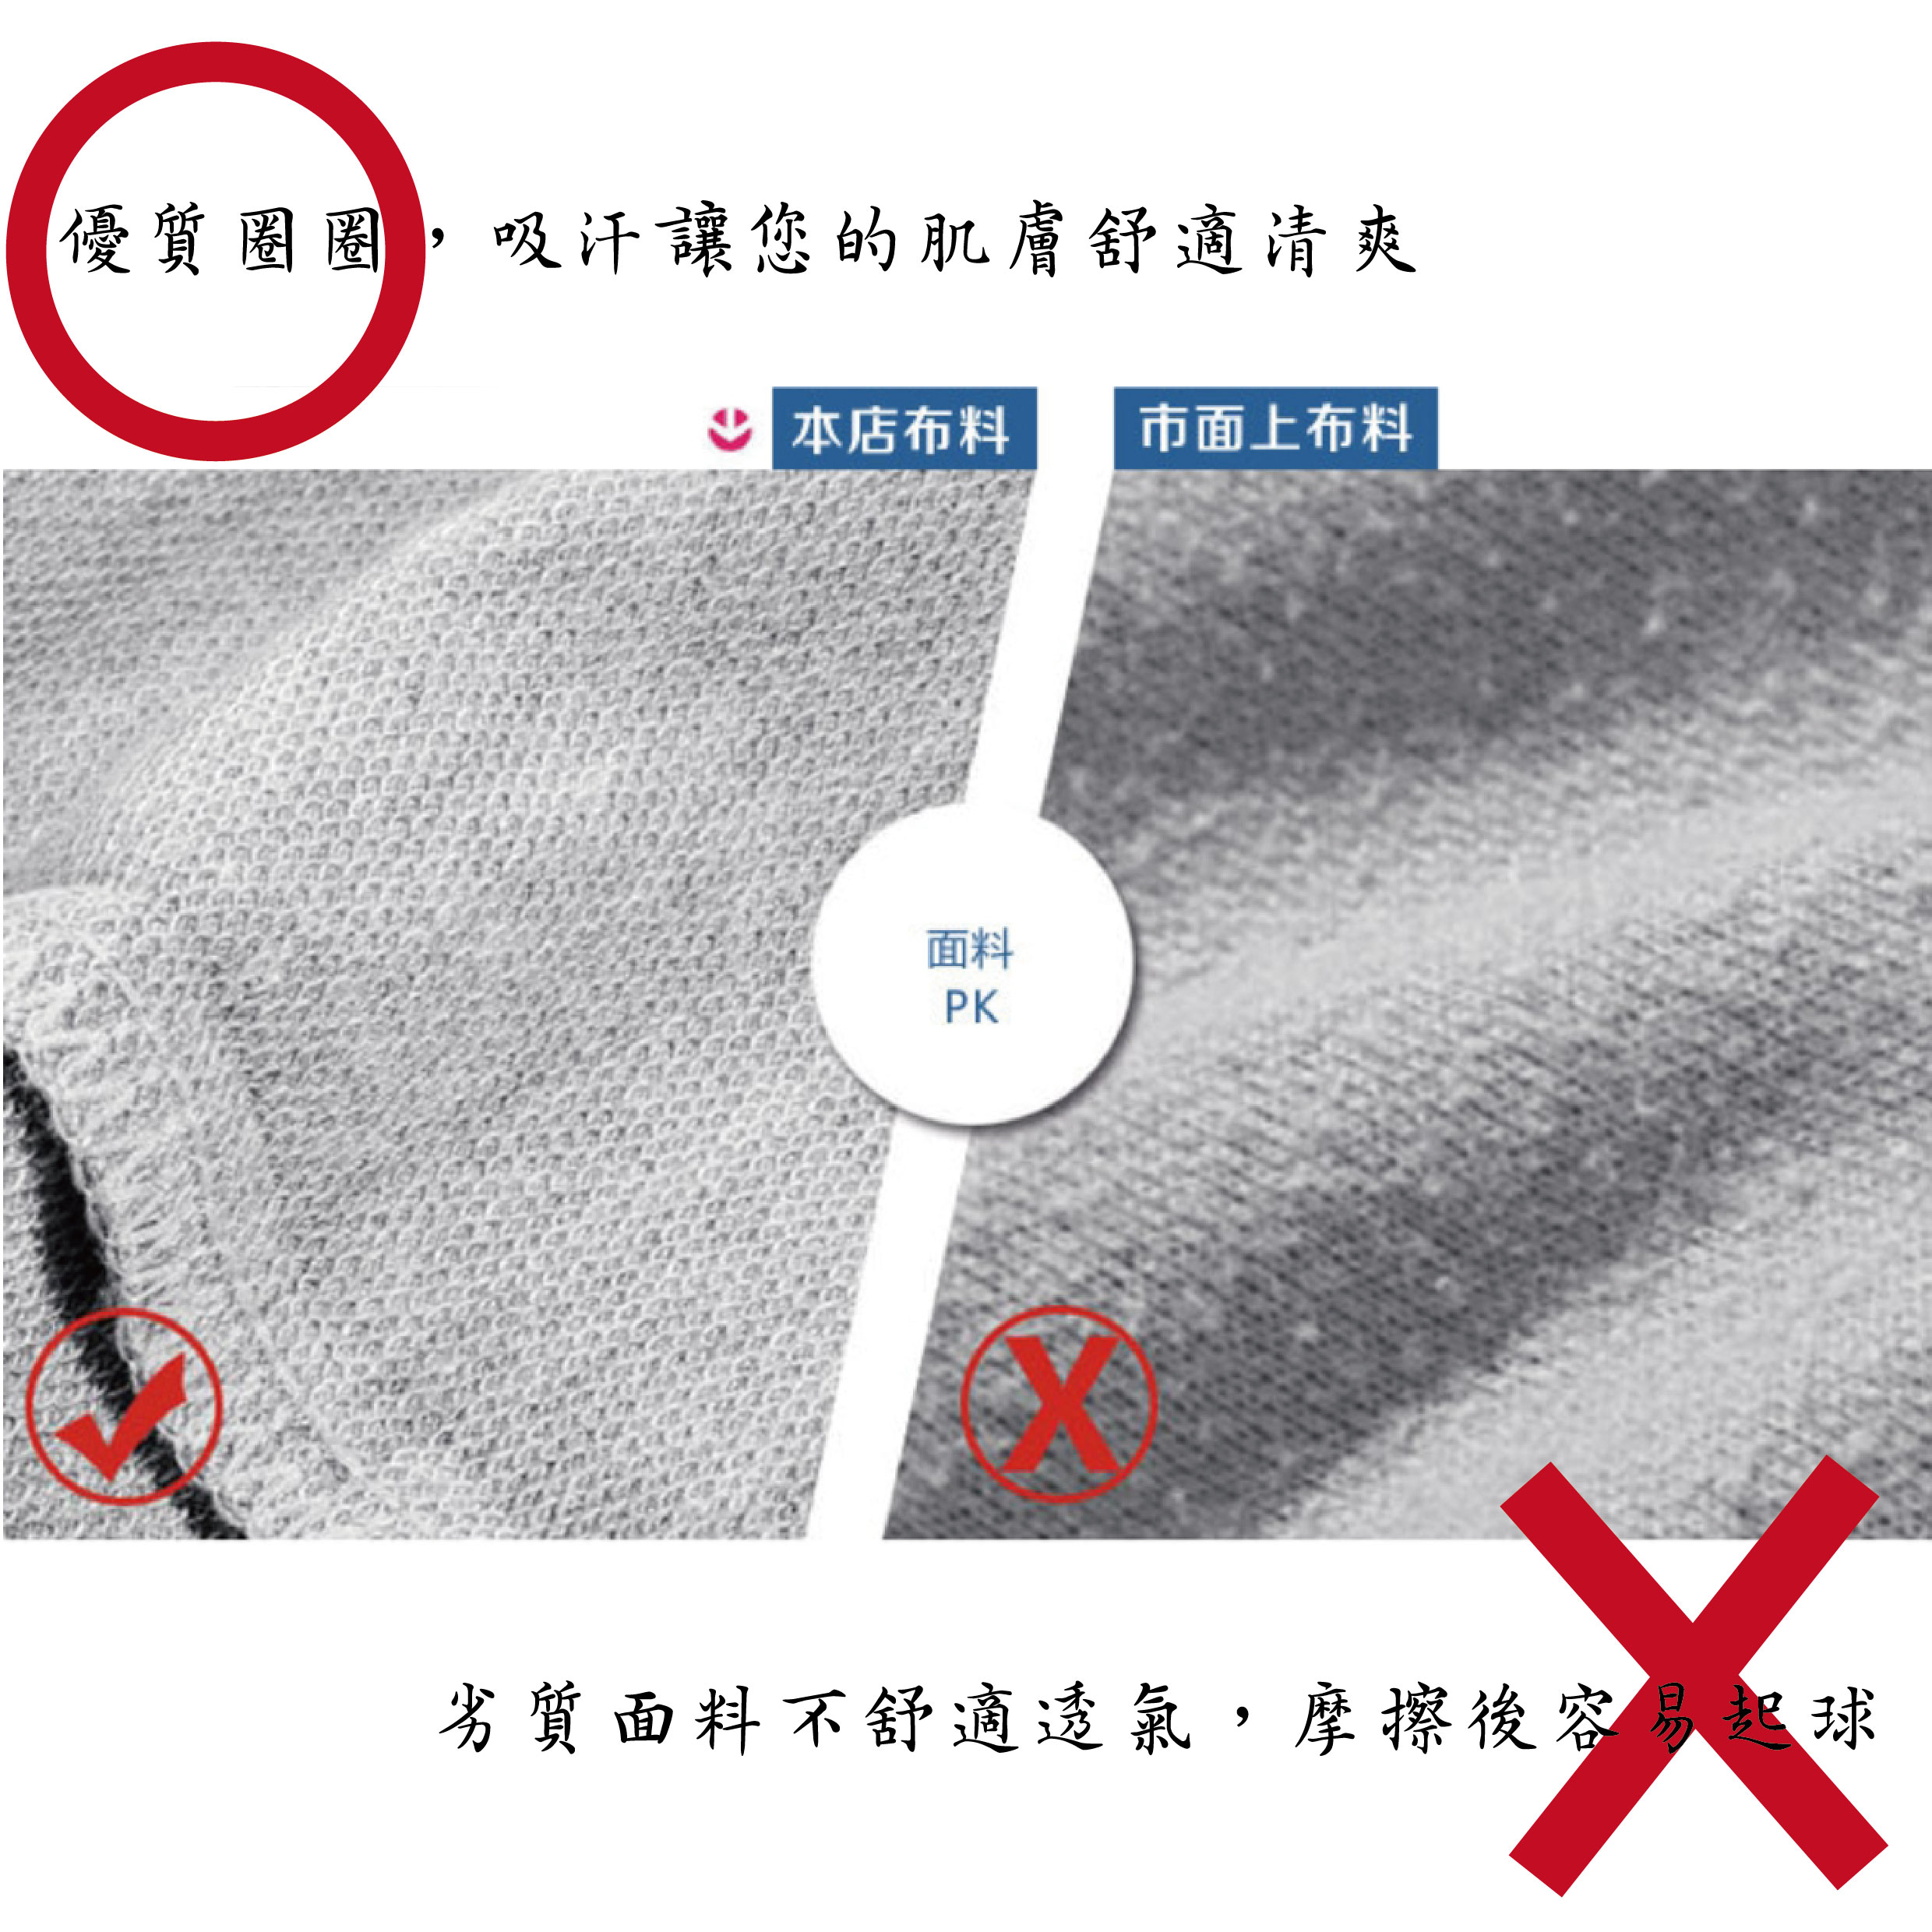 優質圈圈，吸汗讓您的肌膚舒適清爽
本店布料
市面上布料
面料
PK
劣質面料不舒適透氣，摩擦後容易起球